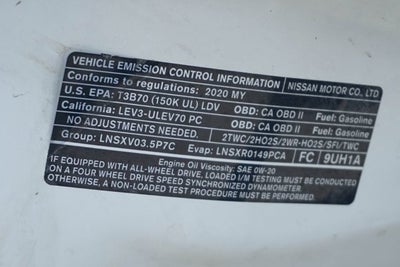 VEHICLE EMISSION CONTROL INFORMATION NISSAN MOTOR CO., LTD
Conforms to regulations: 2020 MY
U.S. EPA: T3B70 (150K UL) LDV OBD: CA OBD II Fuel: Gasoline
California: LEV3-ULEV70 PC OBD: CA OBD II Fuel: Gasoline
NO ADJUSTMENTS NEEDED. 2TWC/2HO2S/2WR-HO2S/SFI/TWC
Group: LNSXV03.5P7C Evap: LNSXR0149PCA FC 9UH1A
Engine Oil Viscosity: SAE 0W-20
IF EQUIPPED WITH ALL-WHEEL DRIVE, LOADED I/M TESTING MUST BE CONDUCTED
ON A FOUR WHEEL DRIVE SPEED SYNCHRONIZED DYNAMOMETER.
OTHERWISE, A NON-LOADED TEST PROCEDURE MUST BE USED.